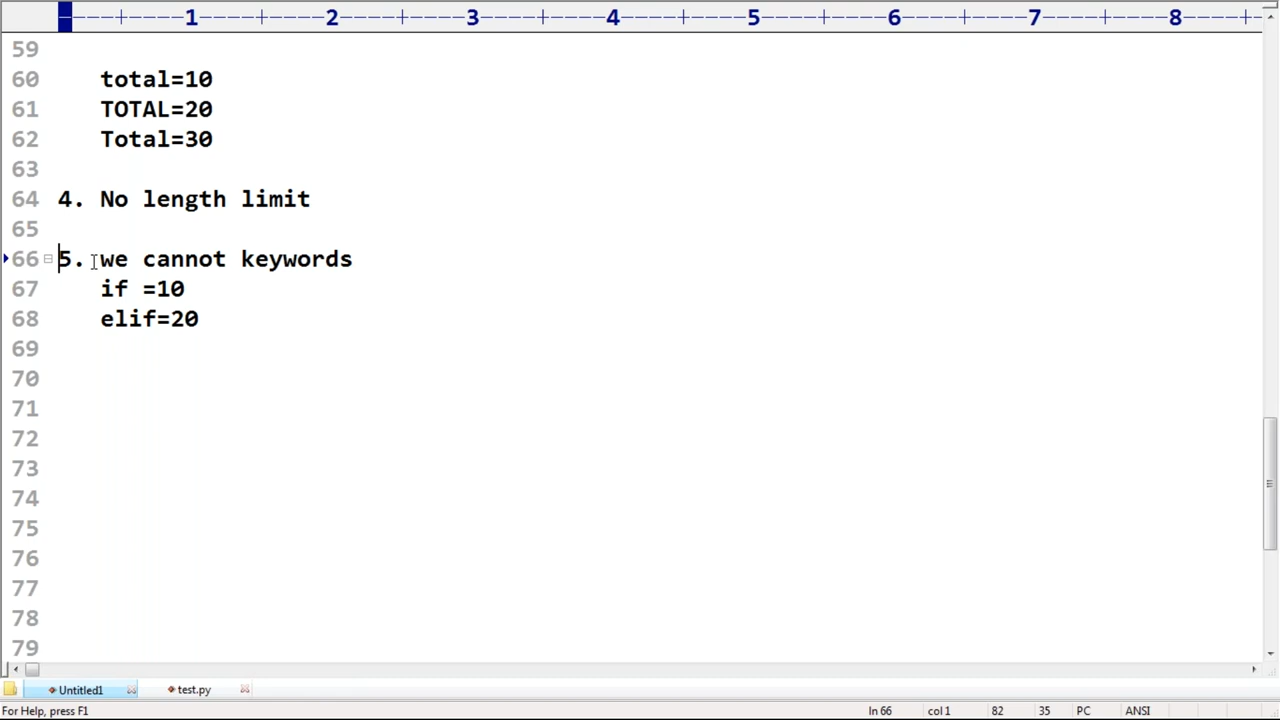 1 2 3 4 5 6 7 8
59
60 total=10
61 TOTAL=20
62 Total=30
63
64 4. No length limit
65
66 5. we cannot keywords
67 if =10
68 elif=20
69
70
71
72
73
74
75
76
77
78
79
Untitled1 test.py
For Help, press F1 ln 66 col 1 82 35 PC ANSI